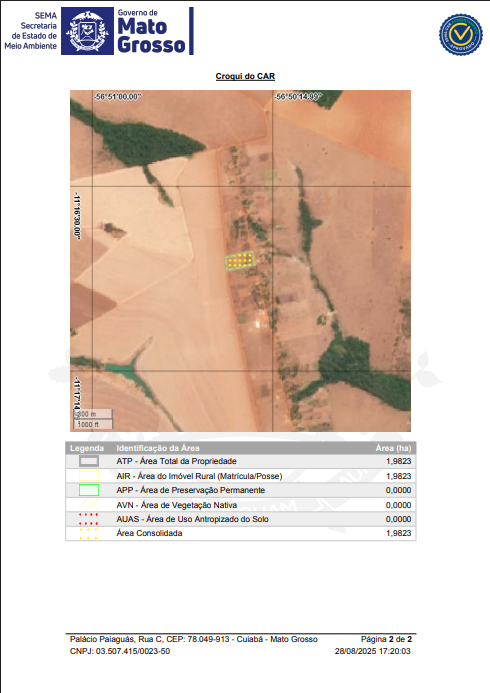 SEMA
Secretaria
de Estado de
Meio Ambiente
Governo de
Mato
Grosso
Croqui do CAR
-56°51'00.00"
-56°50'14.99"
-11°16'30.00"
-11°17'14
300 m
1000 ft
Legenda Identificação da Área Área (ha)
ATP - Área Total da Propriedade 1,9823
AIR - Área do Imóvel Rural (Matrícula/Posse) 1,9823
APP - Área de Preservação Permanente 0,0000
AVN - Área de Vegetação Nativa 0,0000
AUAS - Área de Uso Antropizado do Solo 0,0000
Área Consolidada 1,9823
Palácio Paiaguás, Rua C, CEP: 78.049-913 - Cuiabá - Mato Grosso Página 2 de 2
CNPJ: 03.507.415/0023-50 28/08/2025 17:20:03